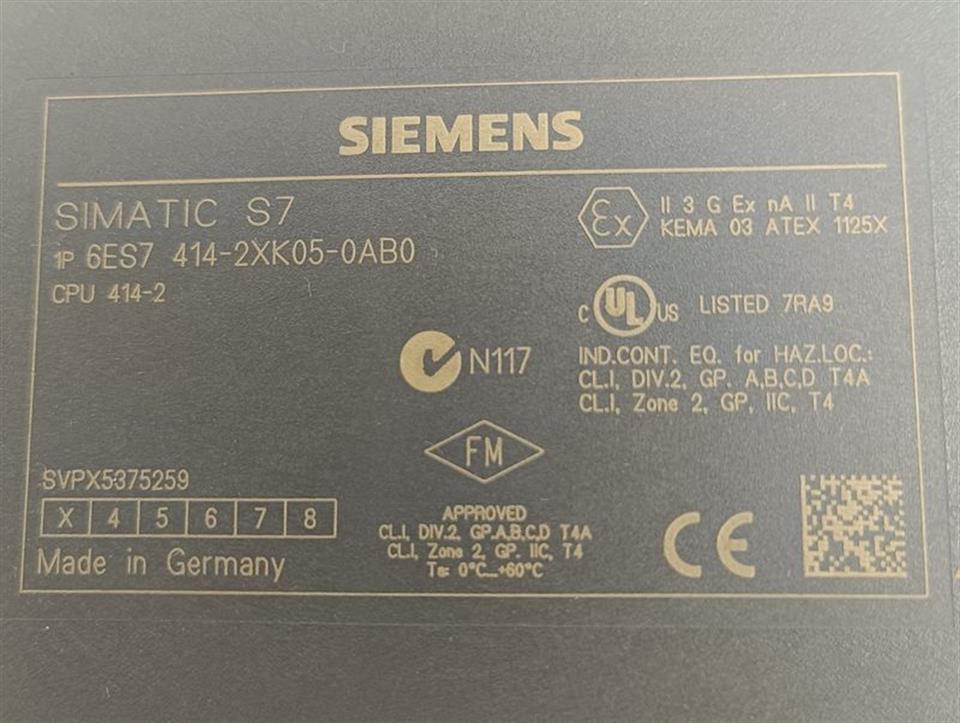 SIEMENS
SIMATIC S7
1P 6ES7 414-2XK05-0AB0
CPU 414-2
Ex II 3 G Ex nA II T4
KEMA 03 ATEX 1125X
C UL US LISTED 7RA9
N117
IND.CONT. EQ. for HAZ.LOC.:
CL.I, DIV.2, GP. A,B,C,D T4A
CL.I, Zone 2, GP, IIC, T4
FM
APPROVED
CL.I, DIV.2, GP.A,B,C,D T4A
CL.I, Zone 2, GP. IIC, T4
Ta: 0°C...+60°C
SVPX5375259
X 4 5 6 7 8
Made in Germany
CE